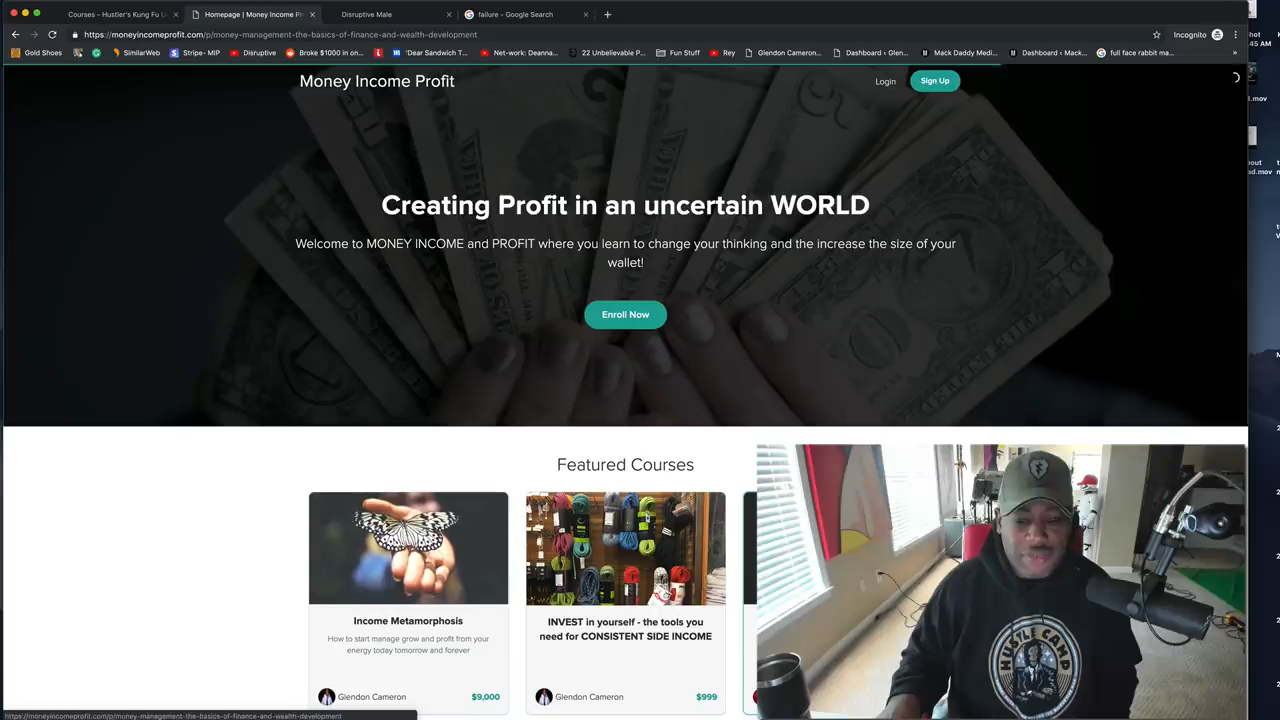 Courses – Hustler's Kung Fu U
Homepage | Money Income Pr
Disruptive Male
failure - Google Search
https://moneyincomeprofit.com/p/money-management-the-basics-of-finance-and-wealth-development
Incognito
Gold Shoes
SimilarWeb
Stripe- MIP
Disruptive
Broke $1000 in on...
'Dear Sandwich T...
Net-work: Deanna...
22 Unbelievable P...
Fun Stuff
Rey
Glendon Cameron...
Dashboard ‹ Glen...
Mack Daddy Medi...
Dashboard ‹ Mack...
full face rabbit ma...
»
Money Income Profit
Login
Sign Up
Creating Profit in an uncertain WORLD
Welcome to MONEY INCOME and PROFIT where you learn to change your thinking and the increase the size of your
wallet!
Enroll Now
Featured Courses
Income Metamorphosis
How to start manage grow and profit from your
energy today tomorrow and forever
Glendon Cameron
$9,000
INVEST in yourself - the tools you
need for CONSISTENT SIDE INCOME
Glendon Cameron
$999
HUSTLE CAMP
https://moneyincomeprofit.com/p/money-management-the-basics-of-finance-and-wealth-development